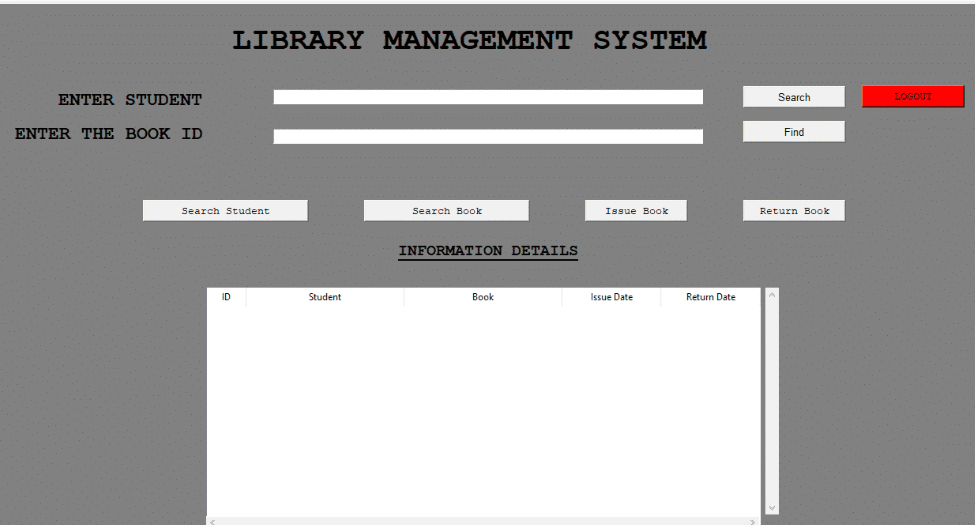 LIBRARY MANAGEMENT SYSTEM
ENTER STUDENT Search LOGOUT
ENTER THE BOOK ID Find
Search Student Search Book Issue Book Return Book
INFORMATION DETAILS
ID Student Book Issue Date Return Date